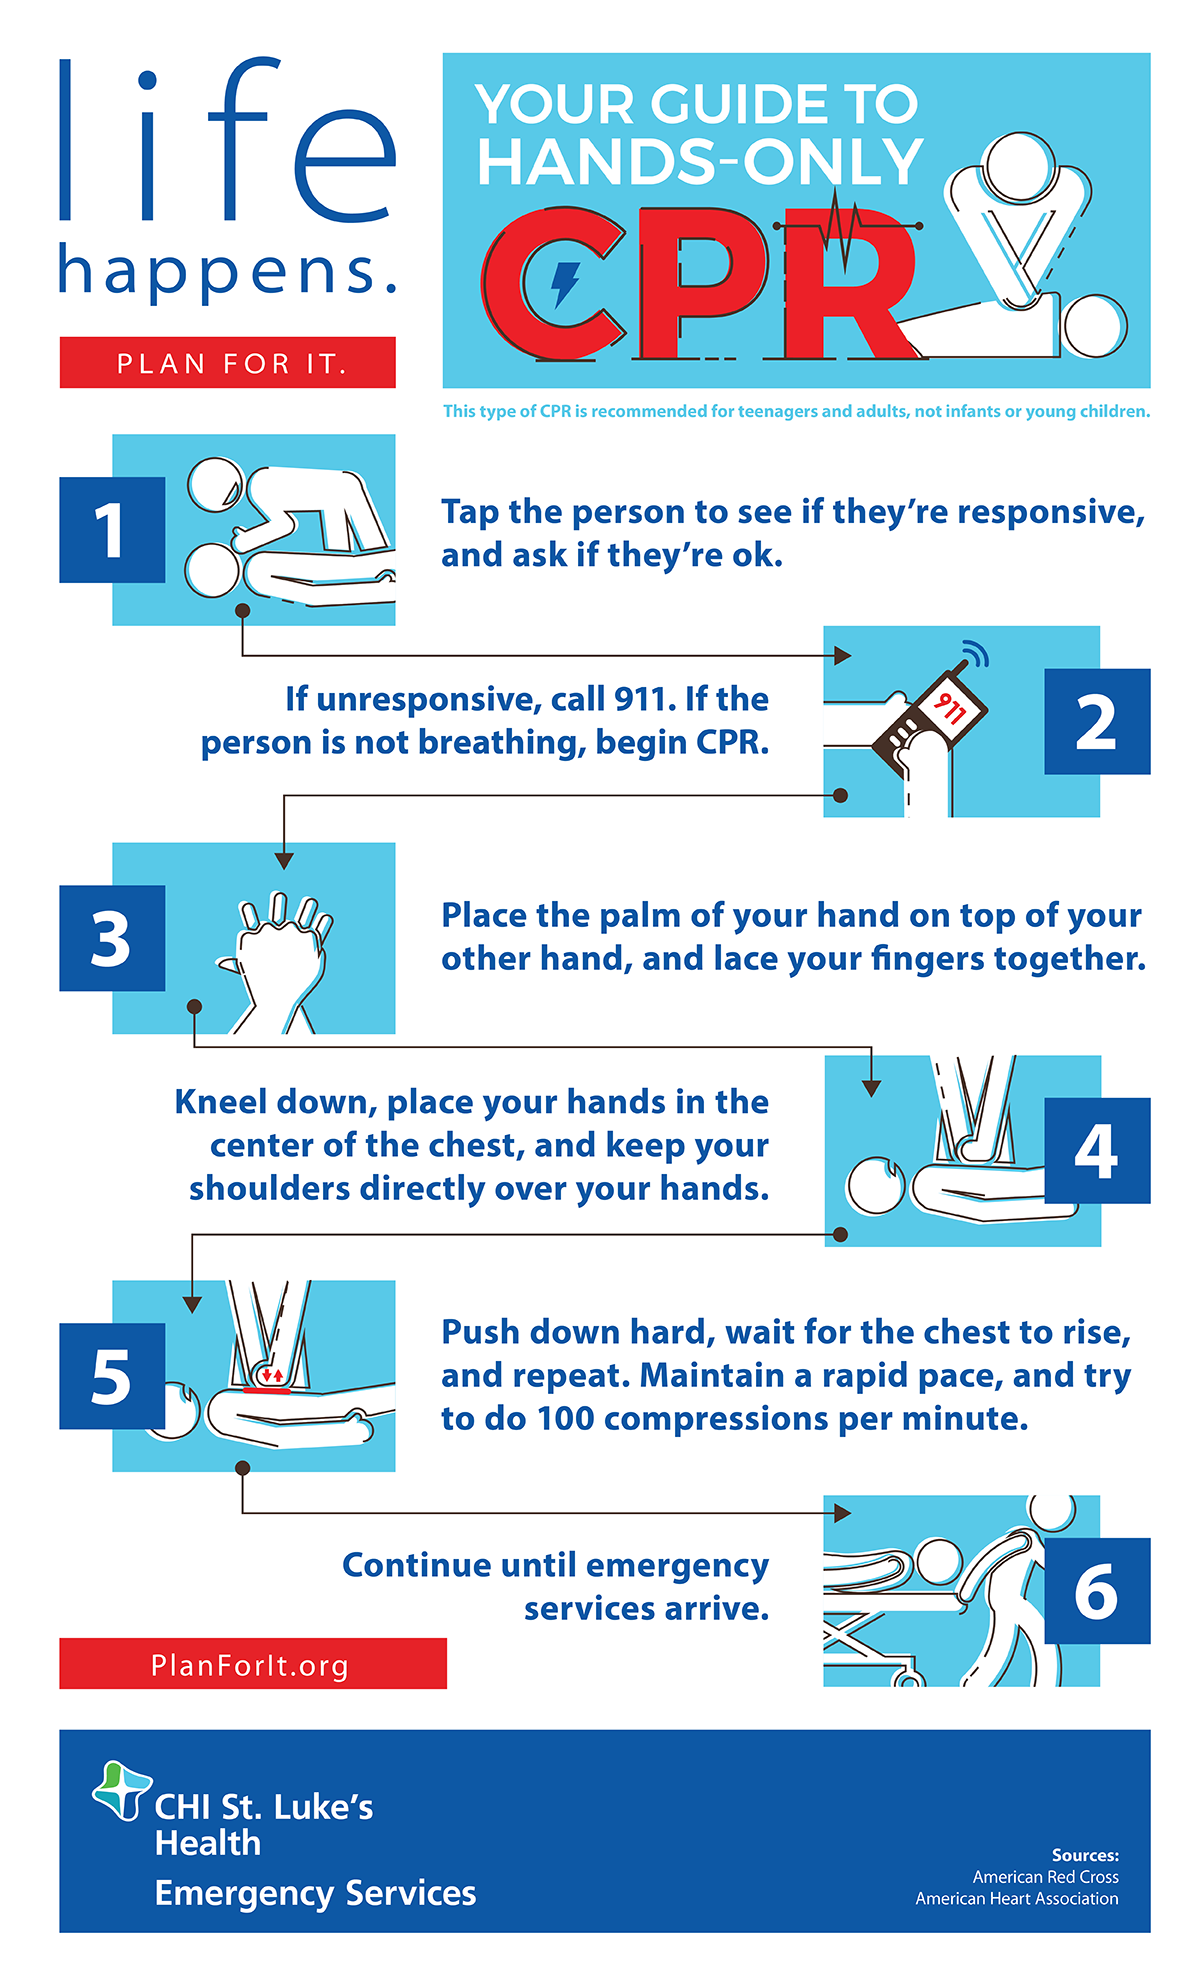 life
happens.
PLAN FOR IT.
YOUR GUIDE TO
HANDS-ONLY
CPR
This type of CPR is recommended for teenagers and adults, not infants or young children.
1
Tap the person to see if they’re responsive,
and ask if they’re ok.
If unresponsive, call 911. If the
person is not breathing, begin CPR.
911
2
3
Place the palm of your hand on top of your
other hand, and lace your fingers together.
Kneel down, place your hands in the
center of the chest, and keep your
shoulders directly over your hands.
4
5
Push down hard, wait for the chest to rise,
and repeat. Maintain a rapid pace, and try
to do 100 compressions per minute.
Continue until emergency
services arrive.
6
PlanForIt.org
CHI St. Luke’s
Health
Emergency Services
Sources:
American Red Cross
American Heart Association